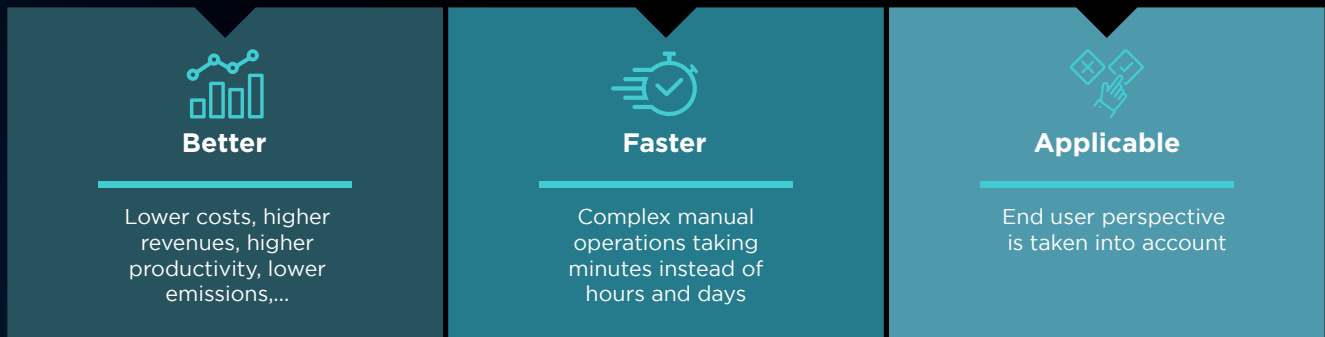 Better
Lower costs, higher
revenues, higher
productivity, lower
emissions,...
Faster
Complex manual
operations taking
minutes instead of
hours and days
Applicable
End user perspective
is taken into account